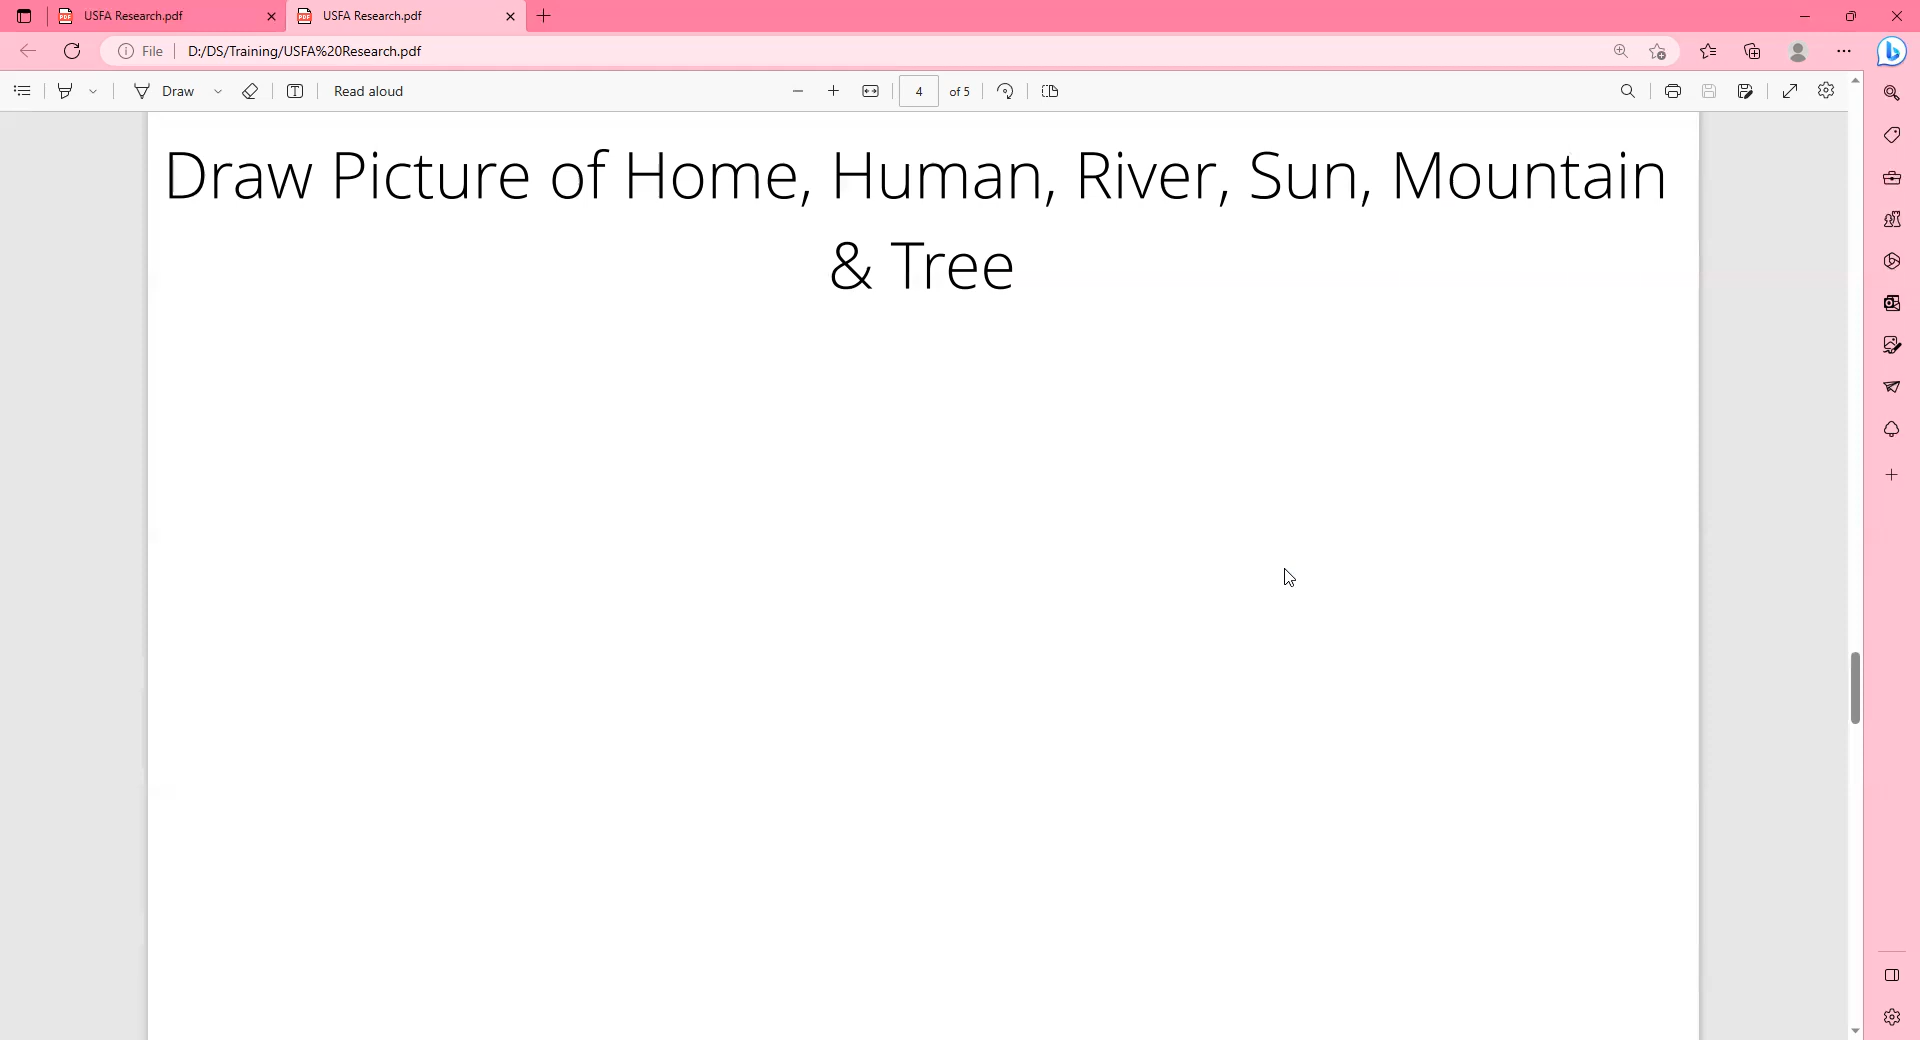 USFA Research.pdf
USFA Research.pdf
File D:/DS/Training/USFA%20Research.pdf
Draw Read aloud 4 of 5
Draw Picture of Home, Human, River, Sun, Mountain
& Tree